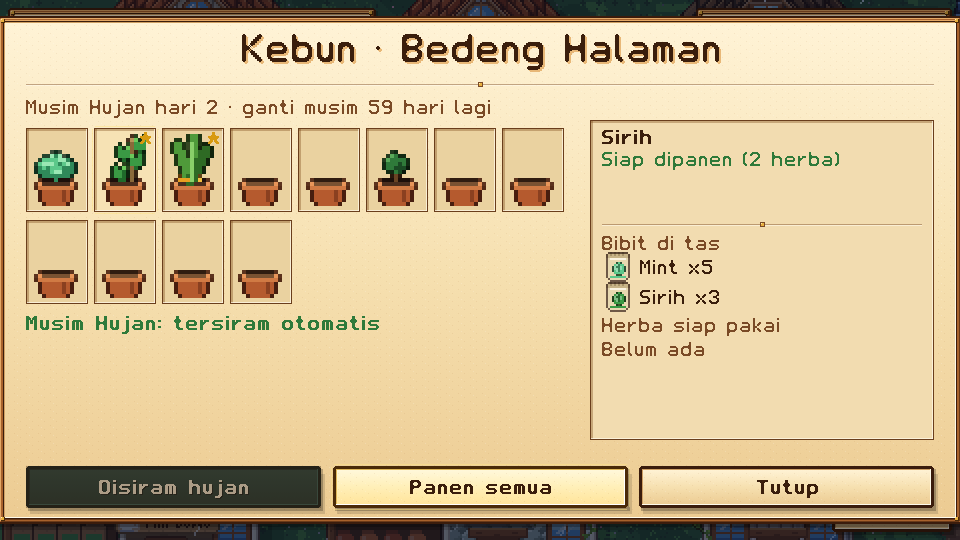 Kebun · Bedeng Halaman
Musim Hujan hari 2 · ganti musim 59 hari lagi
Sirih
Siap dipanen (2 herba)
Bibit di tas
Mint x5
Sirih x3
Herba siap pakai
Belum ada
Musim Hujan: tersiram otomatis
Disiram hujan
Panen semua
Tutup